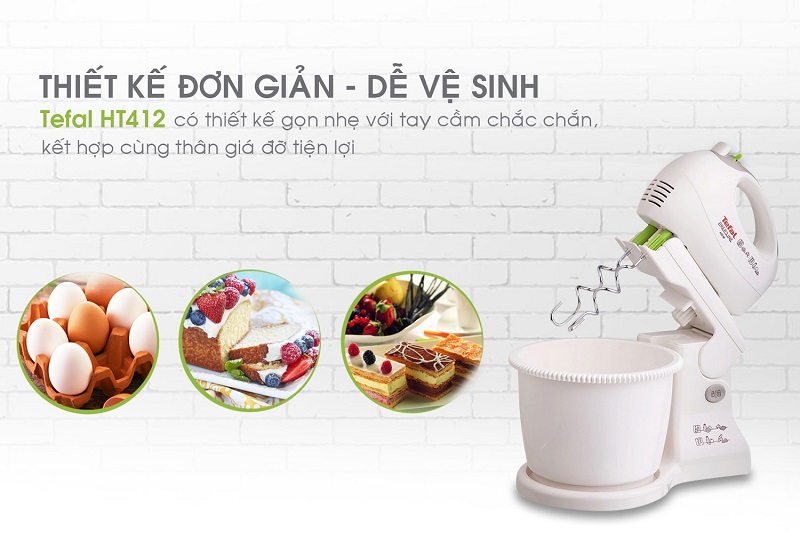 THIẾT KẾ ĐƠN GIẢN - DỄ VỆ SINH
Tefal HT412 có thiết kế gọn nhẹ với tay cầm chắc chắn,
kết hợp cùng thân giá đỡ tiện lợi
Tefal